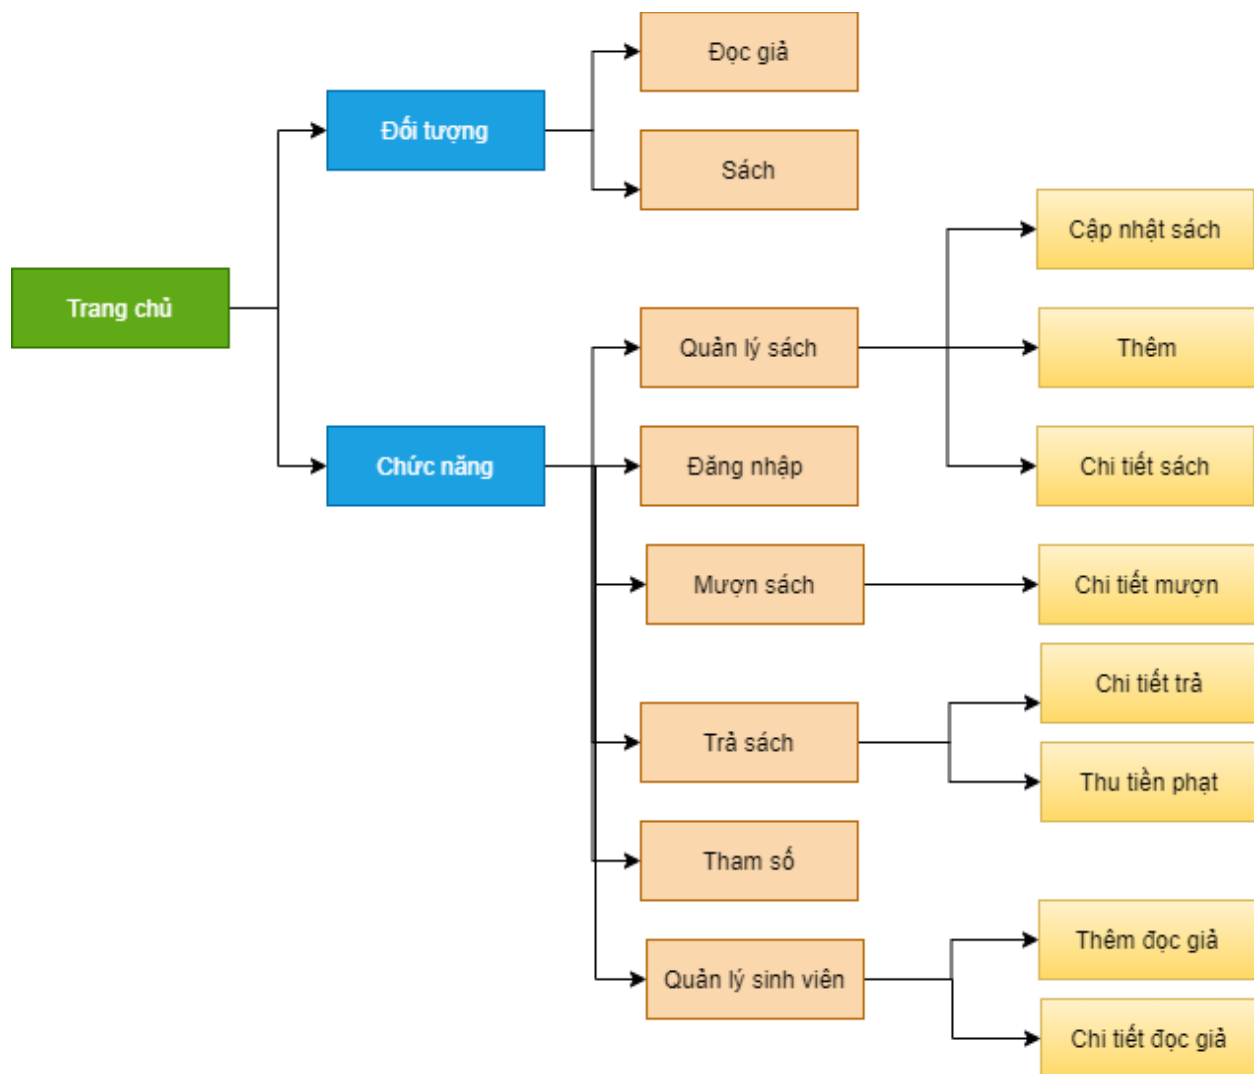 Đọc giả
Đối tượng
Sách
Cập nhật sách
Trang chủ
Quản lý sách
Thêm
Chức năng
Đăng nhập
Chi tiết sách
Mượn sách
Chi tiết mượn
Chi tiết trả
Trả sách
Thu tiền phạt
Tham số
Thêm đọc giả
Quản lý sinh viên
Chi tiết đọc giả